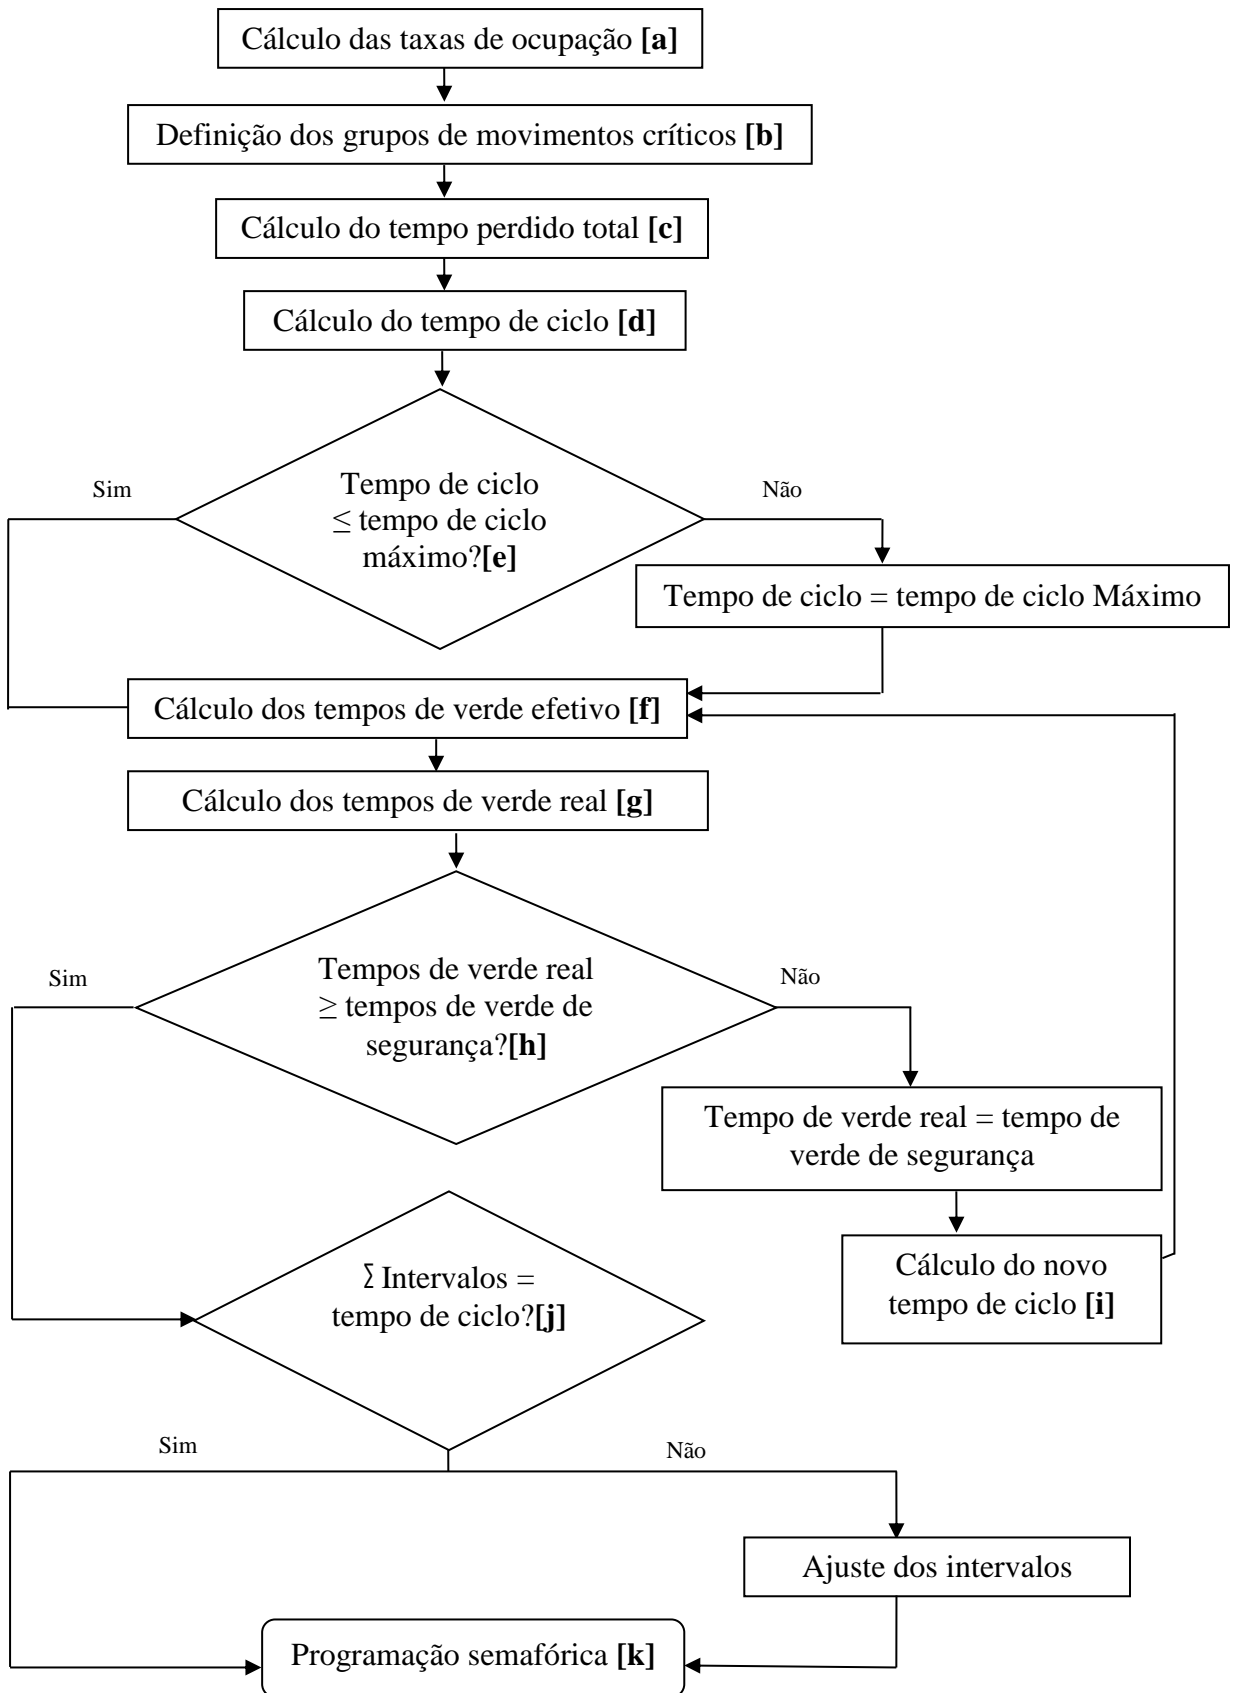 Cálculo das taxas de ocupação [a]
Definição dos grupos de movimentos críticos [b]
Cálculo do tempo perdido total [c]
Cálculo do tempo de ciclo [d]
Sim
Não
Tempo de ciclo
≤ tempo de ciclo
máximo?[e]
Tempo de ciclo = tempo de ciclo Máximo
Cálculo dos tempos de verde efetivo [f]
Cálculo dos tempos de verde real [g]
Sim
Não
Tempos de verde real
≥ tempos de verde de
segurança?[h]
Tempo de verde real = tempo de
verde de segurança
Cálculo do novo
tempo de ciclo [i]
∑ Intervalos =
tempo de ciclo?[j]
Sim
Não
Ajuste dos intervalos
Programação semafórica [k]